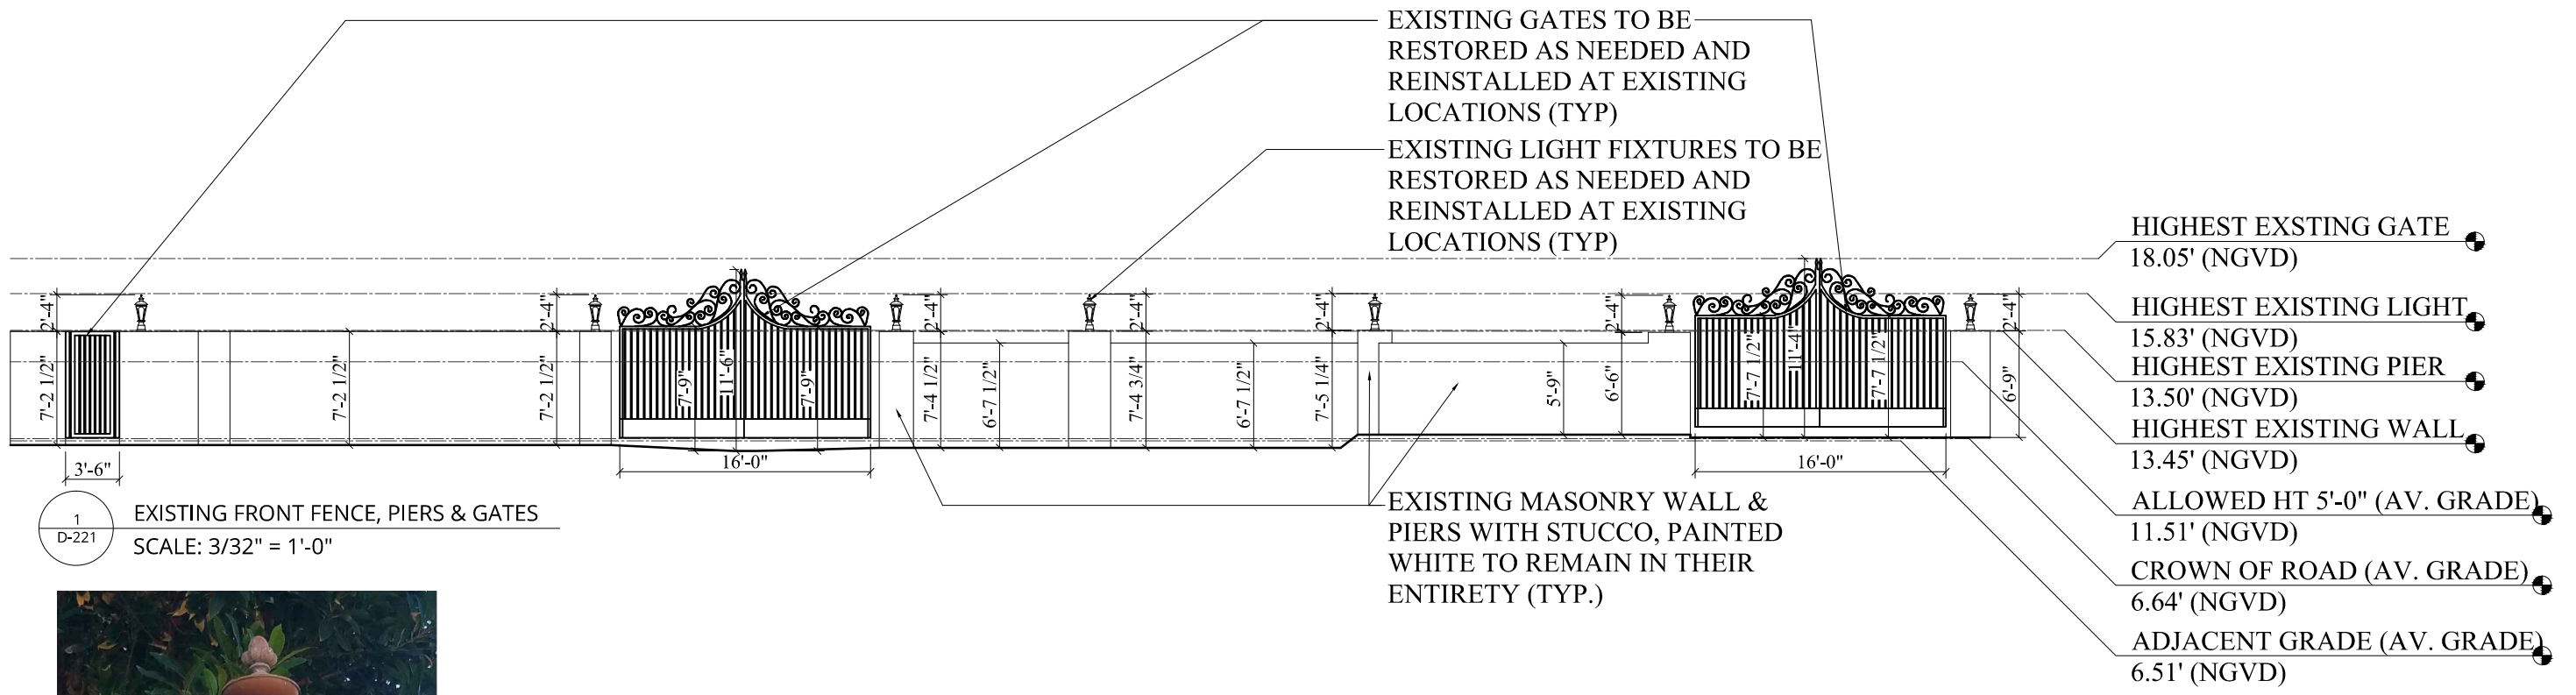 EXISTING GATES TO BE
RESTORED AS NEEDED AND
REINSTALLED AT EXISTING
LOCATIONS (TYP)
EXISTING LIGHT FIXTURES TO BE
RESTORED AS NEEDED AND
REINSTALLED AT EXISTING
LOCATIONS (TYP)
HIGHEST EXSTING GATE
18.05' (NGVD)
HIGHEST EXISTING LIGHT
15.83' (NGVD)
HIGHEST EXISTING PIER
13.50' (NGVD)
HIGHEST EXISTING WALL
13.45' (NGVD)
ALLOWED HT 5'-0" (AV. GRADE)
11.51' (NGVD)
CROWN OF ROAD (AV. GRADE)
6.64' (NGVD)
ADJACENT GRADE (AV. GRADE)
6.51' (NGVD)
2'-4"
2'-4"
2'-4"
2'-4"
2'-4"
2'-4"
2'-4"
7'-2 1/2"
7'-2 1/2"
7'-2 1/2"
7'-9"
11'-6"
7'-9"
7'-4 1/2"
6'-7 1/2"
7'-4 3/4"
6'-7 1/2"
7'-5 1/4"
5'-9"
6'-6"
7'-7 1/2"
11'-4"
7'-7 1/2"
6'-9"
3'-6"
16'-0"
16'-0"
1
D-221
EXISTING FRONT FENCE, PIERS & GATES
SCALE: 3/32" = 1'-0"
EXISTING MASONRY WALL &
PIERS WITH STUCCO, PAINTED
WHITE TO REMAIN IN THEIR
ENTIRETY (TYP.)